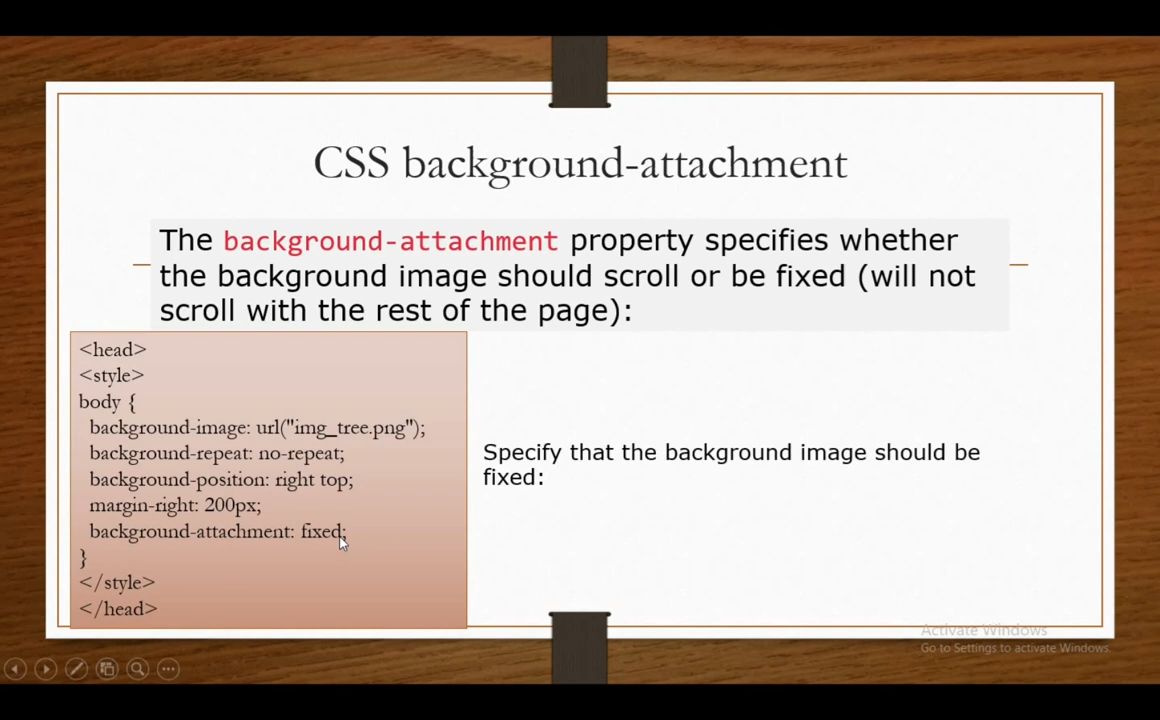 CSS background-attachment
The background-attachment property specifies whether
the background image should scroll or be fixed (will not
scroll with the rest of the page):
<head>
<style>
body {
  background-image: url("img_tree.png");
  background-repeat: no-repeat;
  background-position: right top;
  margin-right: 200px;
  background-attachment: fixed;
}
</style>
</head>
Specify that the background image should be
fixed:
Activate Windows
Go to Settings to activate Windows.